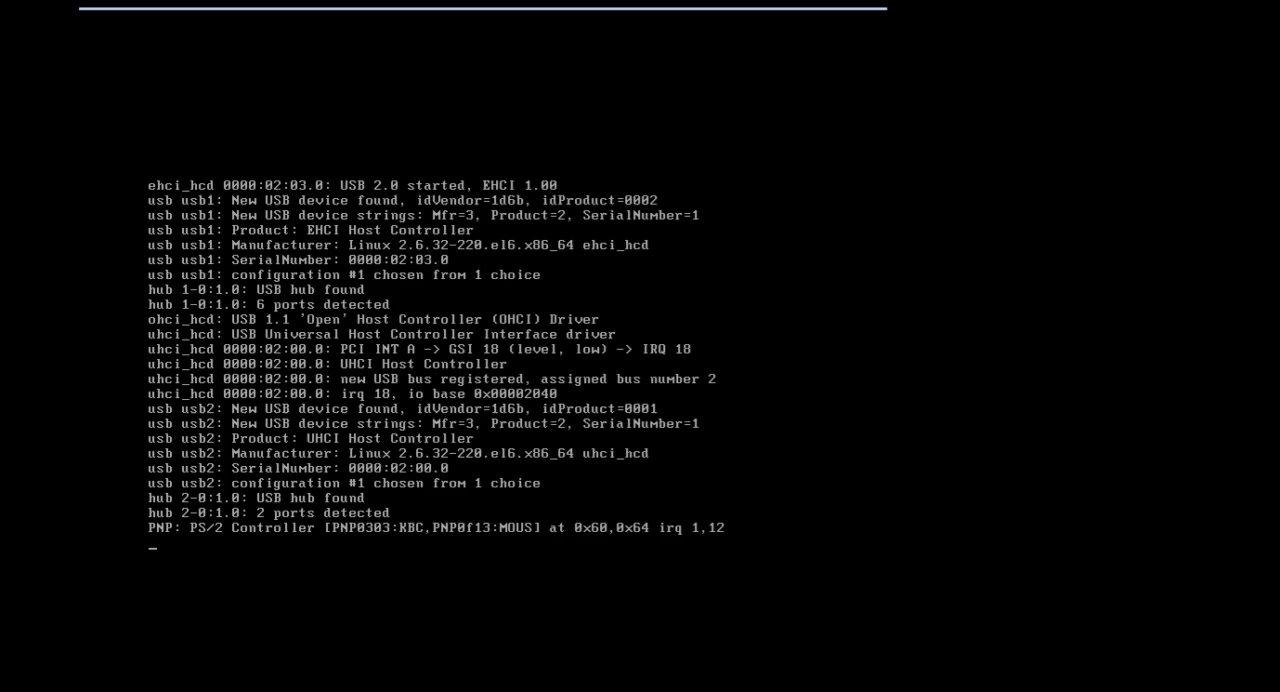 ehci_hcd 0000:02:03.0: USB 2.0 started, EHCI 1.00
usb usb1: New USB device found, idVendor=1d6b, idProduct=0002
usb usb1: New USB device strings: Mfr=3, Product=2, SerialNumber=1
usb usb1: Product: EHCI Host Controller
usb usb1: Manufacturer: Linux 2.6.32-220.el6.x86_64 ehci_hcd
usb usb1: SerialNumber: 0000:02:03.0
usb usb1: configuration #1 chosen from 1 choice
hub 1-0:1.0: USB hub found
hub 1-0:1.0: 6 ports detected
ohci_hcd: USB 1.1 'Open' Host Controller (OHCI) Driver
uhci_hcd: USB Universal Host Controller Interface driver
uhci_hcd 0000:02:00.0: PCI INT A -> GSI 18 (level, low) -> IRQ 18
uhci_hcd 0000:02:00.0: UHCI Host Controller
uhci_hcd 0000:02:00.0: new USB bus registered, assigned bus number 2
uhci_hcd 0000:02:00.0: irq 18, io base 0x00002040
usb usb2: New USB device found, idVendor=1d6b, idProduct=0001
usb usb2: New USB device strings: Mfr=3, Product=2, SerialNumber=1
usb usb2: Product: UHCI Host Controller
usb usb2: Manufacturer: Linux 2.6.32-220.el6.x86_64 uhci_hcd
usb usb2: SerialNumber: 0000:02:00.0
usb usb2: configuration #1 chosen from 1 choice
hub 2-0:1.0: USB hub found
hub 2-0:1.0: 2 ports detected
PNP: PS/2 Controller [PNP0303:KBC,PNP0f13:MOUS] at 0x60,0x64 irq 1,12